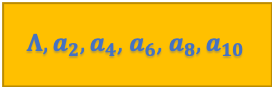 Λ, a₂, a₄, a₆, a₈, a₁₀